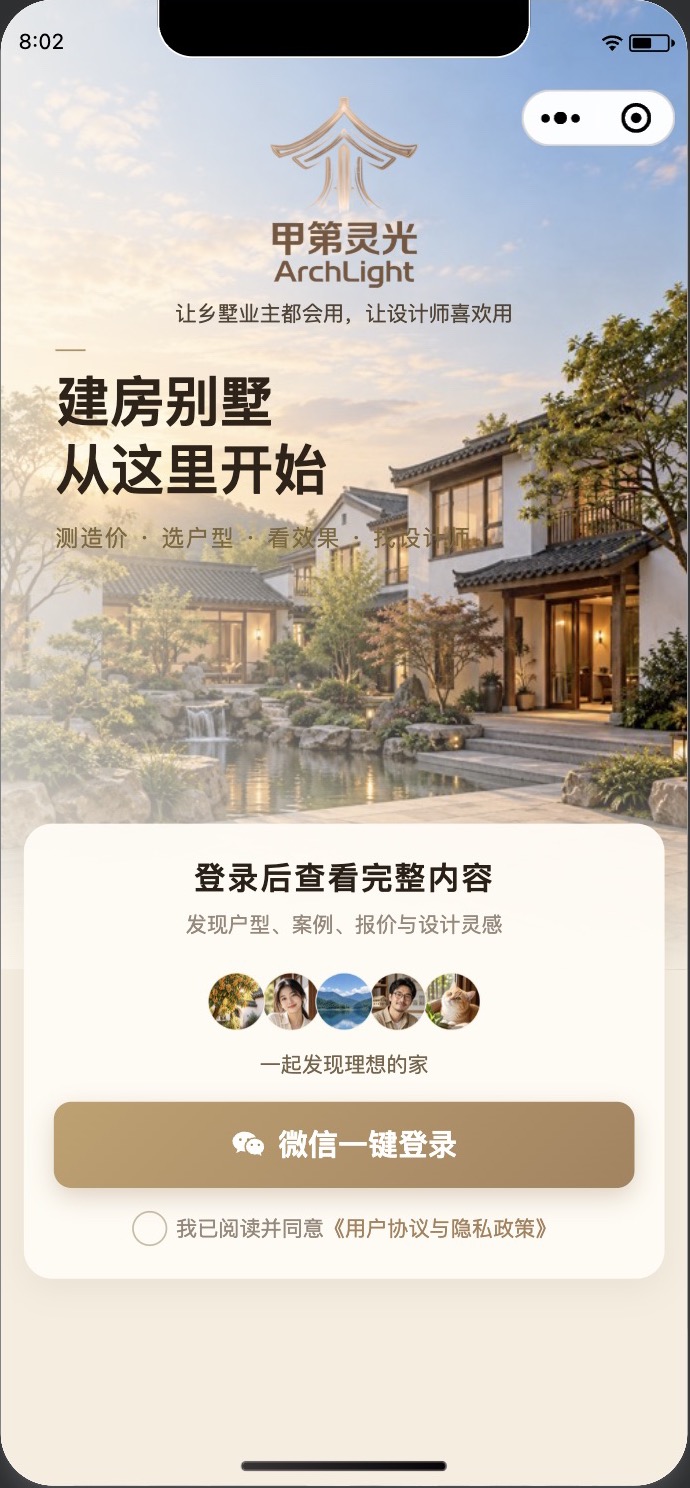 8:02
甲第灵光
ArchLight
让乡墅业主都会用，让设计师喜欢用
建房别墅
从这里开始
测造价 · 选户型 · 看效果 · 找设计师
登录后查看完整内容
发现户型、案例、报价与设计灵感
一起发现理想的家
微信一键登录
我已阅读并同意《用户协议与隐私政策》